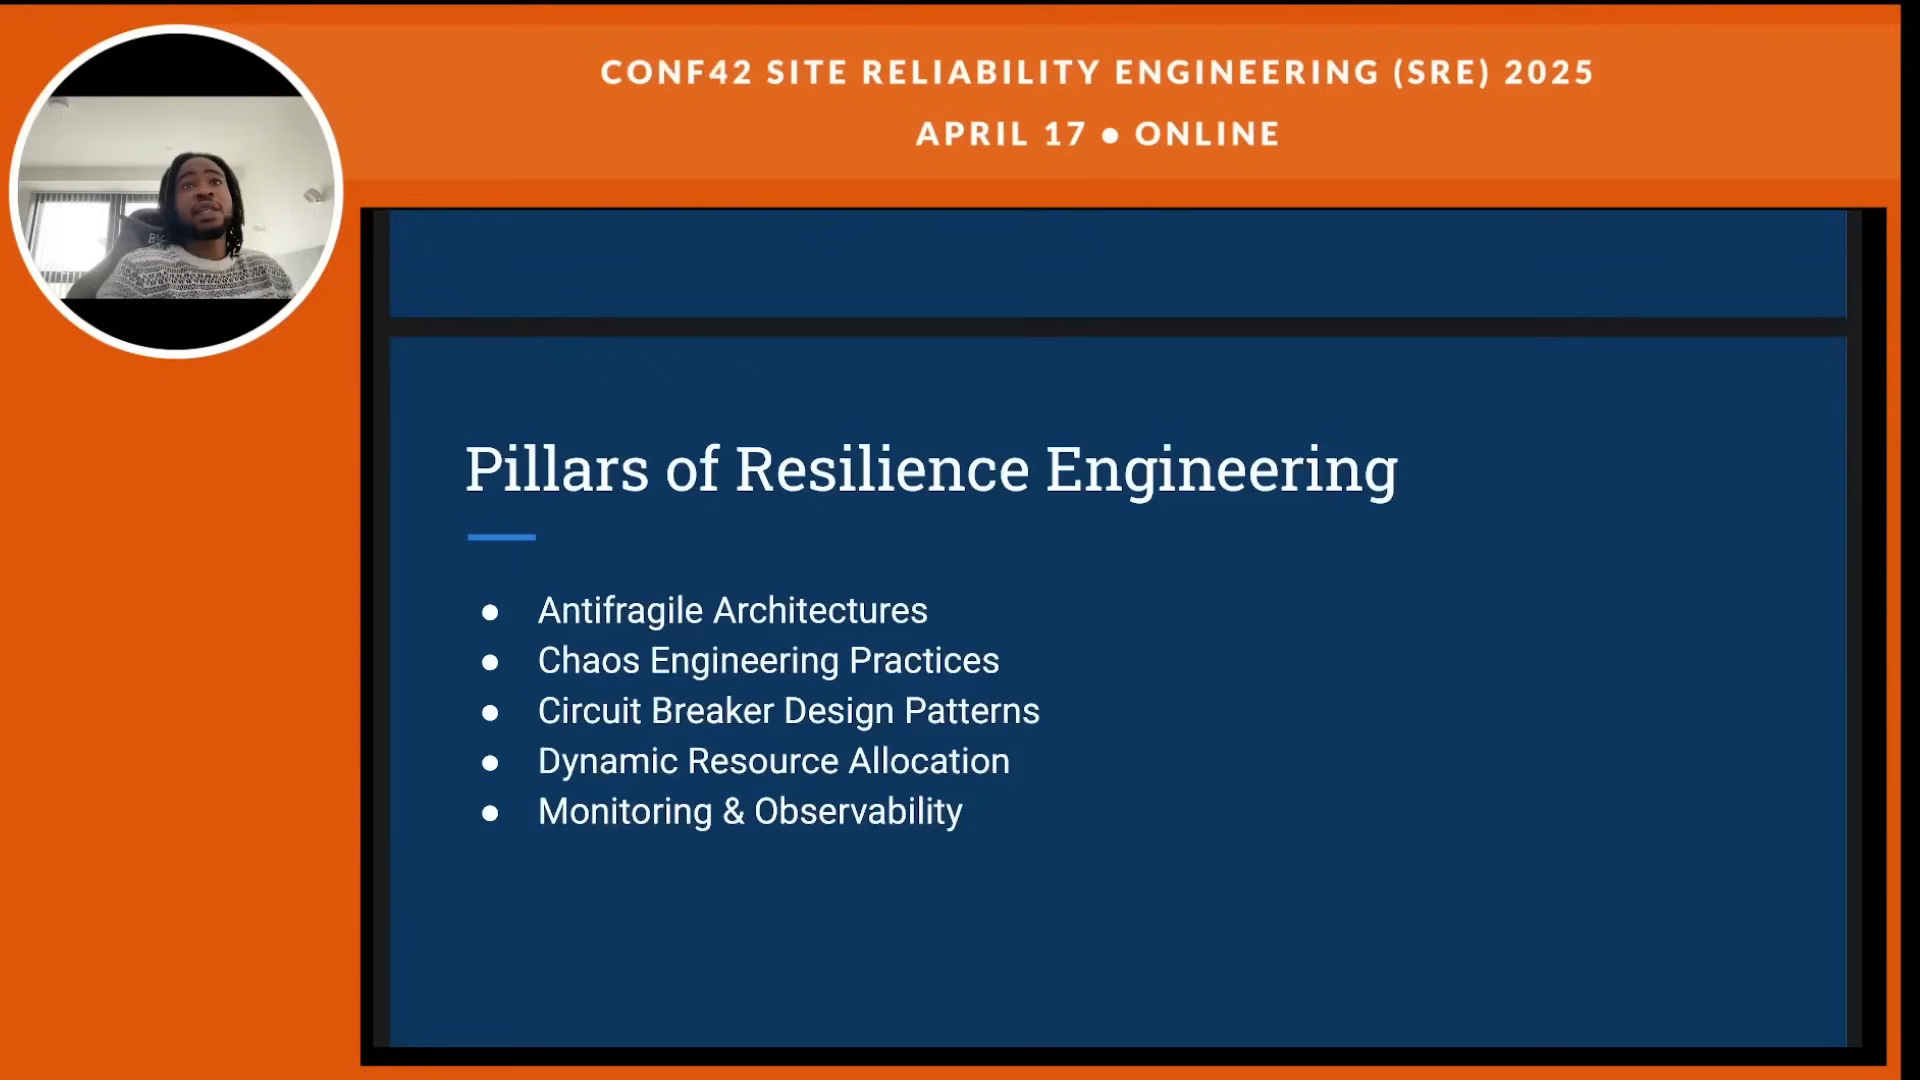 CONF42 SITE RELIABILITY ENGINEERING (SRE) 2025
APRIL 17 ● ONLINE
Pillars of Resilience Engineering
● Antifragile Architectures
● Chaos Engineering Practices
● Circuit Breaker Design Patterns
● Dynamic Resource Allocation
● Monitoring & Observability